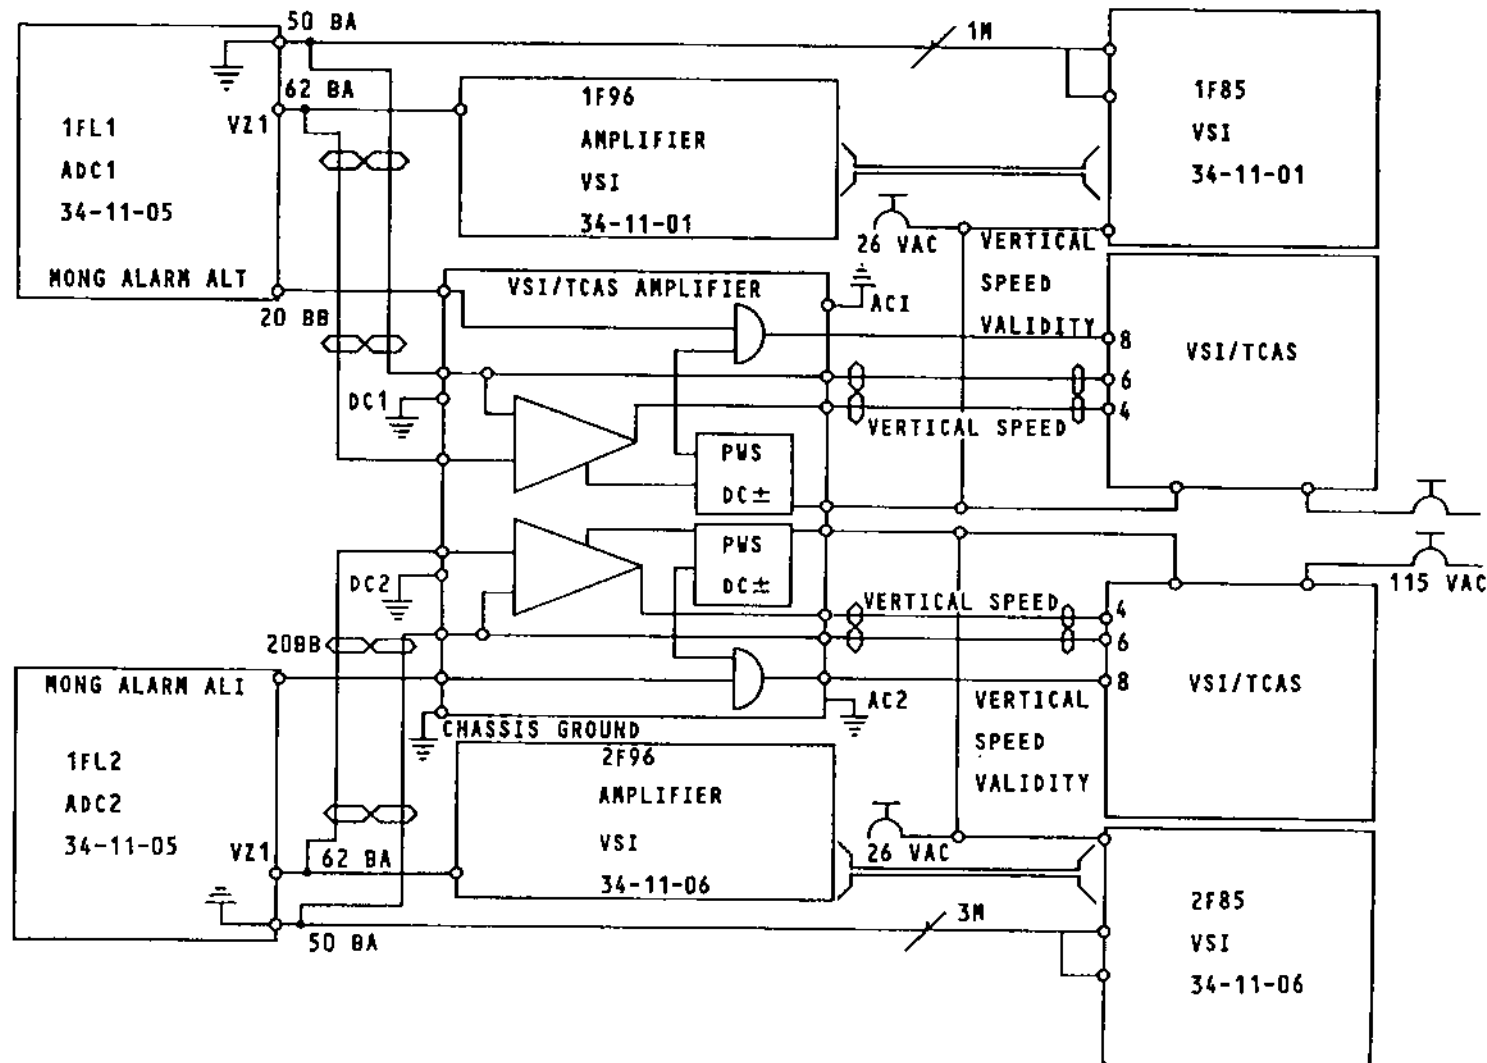 50 BA
1M
62 BA
VZ1
1FL1
ADC1
34-11-05
MONG ALARM ALT
20 BB
1F96
AMPLIFIER
VSI
34-11-01
1F85
VSI
34-11-01
26 VAC
VERTICAL
SPEED
VALIDITY
VSI/TCAS AMPLIFIER
AC1
8
6
4
VSI/TCAS
DC1
VERTICAL SPEED
PWS
DC±
PWS
DC±
DC2
115 VAC
VERTICAL SPEED
4
6
8
20BB
VSI/TCAS
MONG ALARM ALI
AC2
VERTICAL
SPEED
VALIDITY
CHASSIS GROUND
1FL2
ADC2
34-11-05
2F96
AMPLIFIER
VSI
34-11-06
26 VAC
VZ1
62 BA
50 BA
3M
2F85
VSI
34-11-06